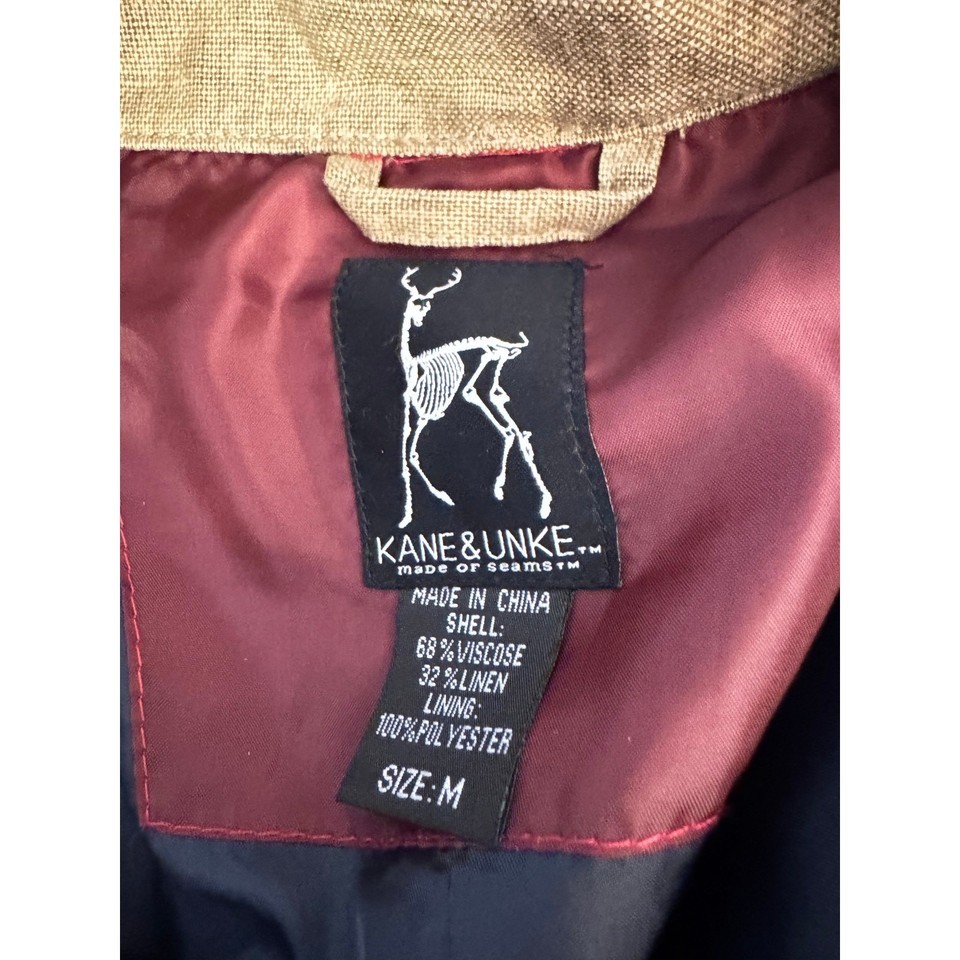 KANE&UNKE™
made of seams™
MADE IN CHINA
SHELL:
68%VISCOSE
32%LINEN
LINING:
100%POLYESTER
SIZE:M